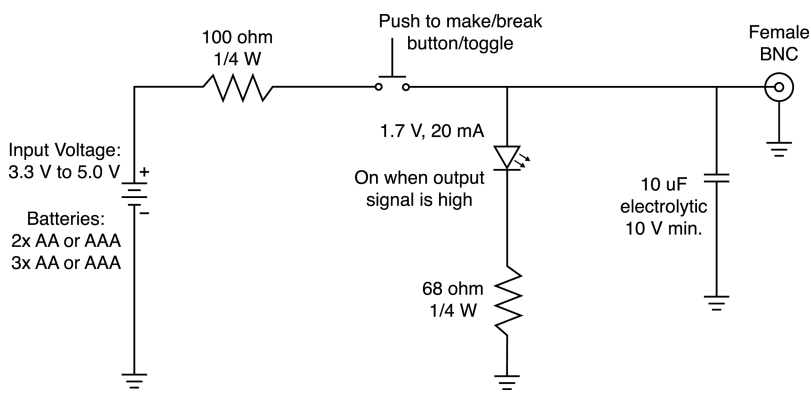 Push to make/break
button/toggle
Female
BNC
100 ohm
1/4 W
1.7 V, 20 mA
Input Voltage:
3.3 V to 5.0 V
+
−
On when output
signal is high
10 uF
electrolytic
10 V min.
Batteries:
2x AA or AAA
3x AA or AAA
68 ohm
1/4 W